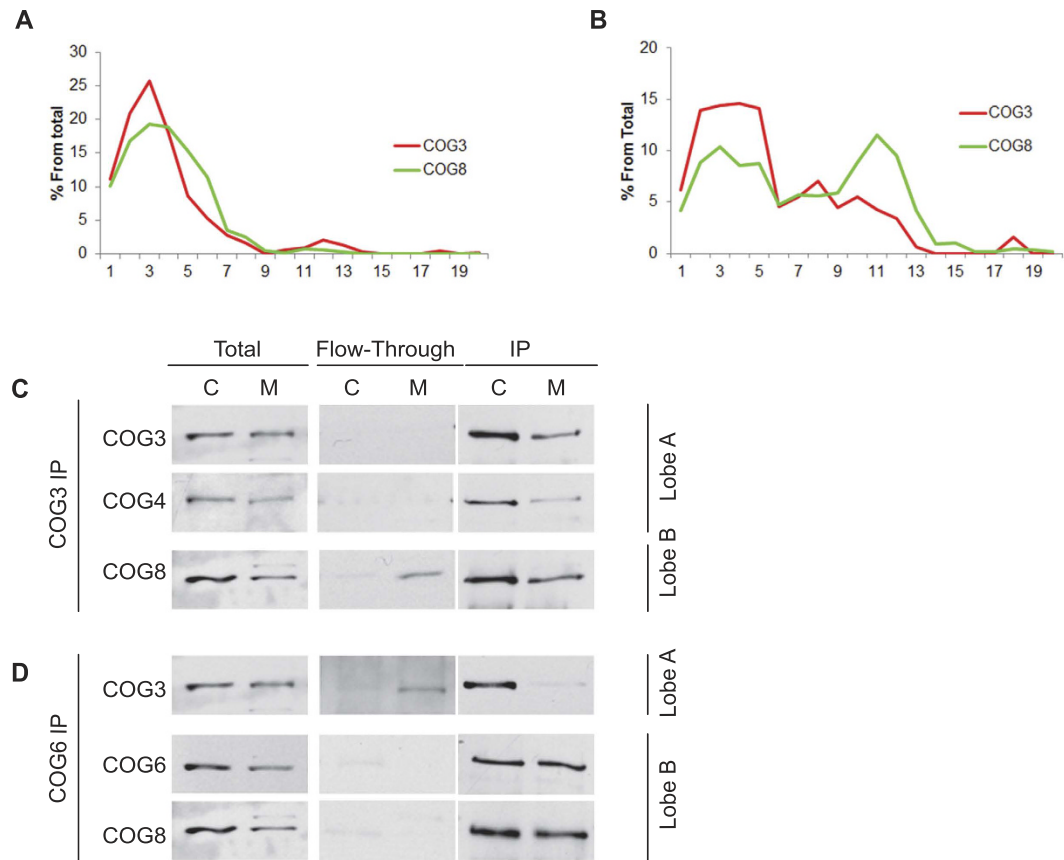 A
30
25
20
15
10
5
0
% From total
COG3
COG8
1 3 5 7 9 11 13 15 17 19
B
20
15
10
5
0
% From Total
COG3
COG8
1 3 5 7 9 11 13 15 17 19
Total Flow-Through IP
C M C M C M
C
COG3 IP
COG3
COG4
COG8
Lobe A
Lobe B
D
COG6 IP
COG3
COG6
COG8
Lobe A
Lobe B